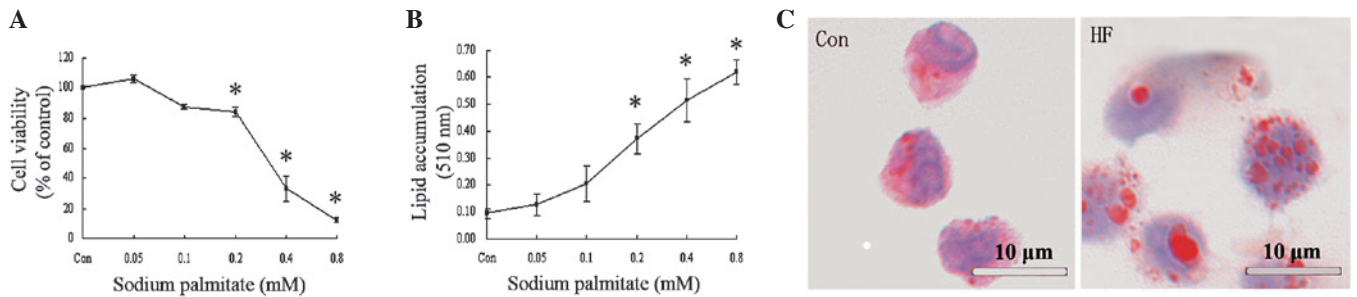 A
Cell viability
(% of control)
120
100
80
60
40
20
0
*
*
*
Con
0.05
0.1
0.2
0.4
0.8
Sodium palmitate (mM)
B
Lipid accumulation
(510 nm)
0.70
0.60
0.50
0.40
0.30
0.20
0.10
0.00
*
*
*
Con
0.05
0.1
0.2
0.4
0.8
Sodium palmitate (mM)
C
Con
10 µm
HF
10 µm